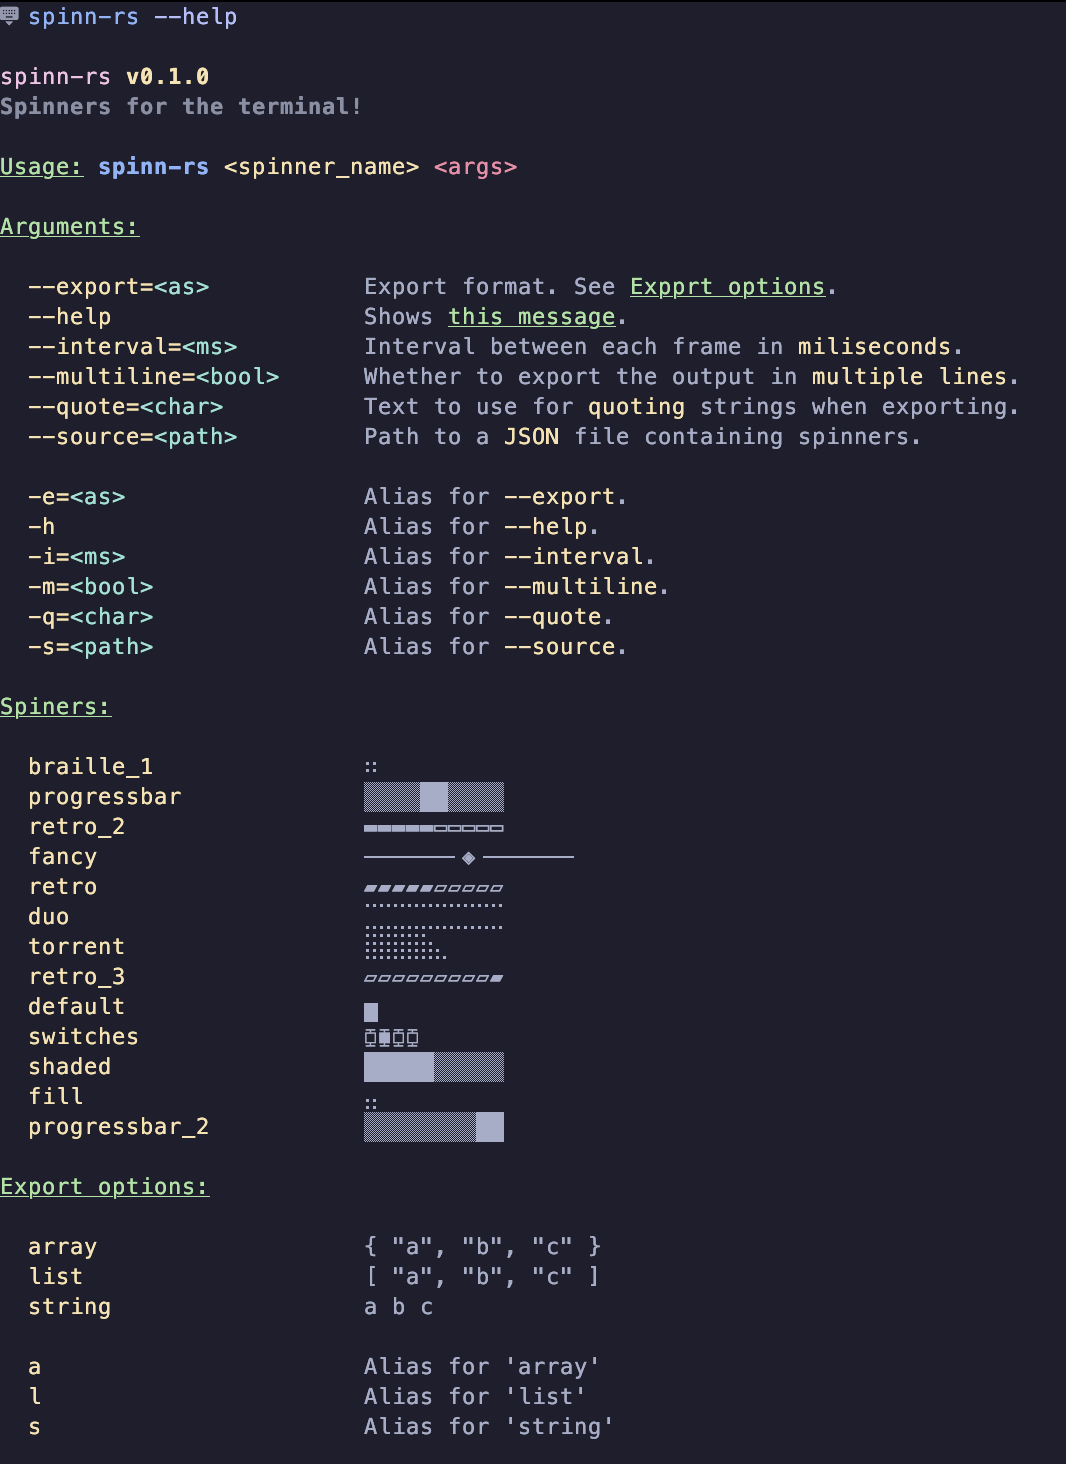 spinn-rs --help
spinn-rs v0.1.0
Spinners for the terminal!
Usage: spinn-rs <spinner_name> <args>
Arguments:
--export=<as> Export format. See Expprt options.
--help Shows this message.
--interval=<ms> Interval between each frame in miliseconds.
--multiline=<bool> Whether to export the output in multiple lines.
--quote=<char> Text to use for quoting strings when exporting.
--source=<path> Path to a JSON file containing spinners.
-e=<as> Alias for --export.
-h Alias for --help.
-i=<ms> Alias for --interval.
-m=<bool> Alias for --multiline.
-q=<char> Alias for --quote.
-s=<path> Alias for --source.
Spiners:
braille_1
progressbar
retro_2
fancy
retro
duo
torrent
retro_3
default
switches
shaded
fill
progressbar_2
Export options:
array { "a", "b", "c" }
list [ "a", "b", "c" ]
string a b c
a Alias for 'array'
l Alias for 'list'
s Alias for 'string'